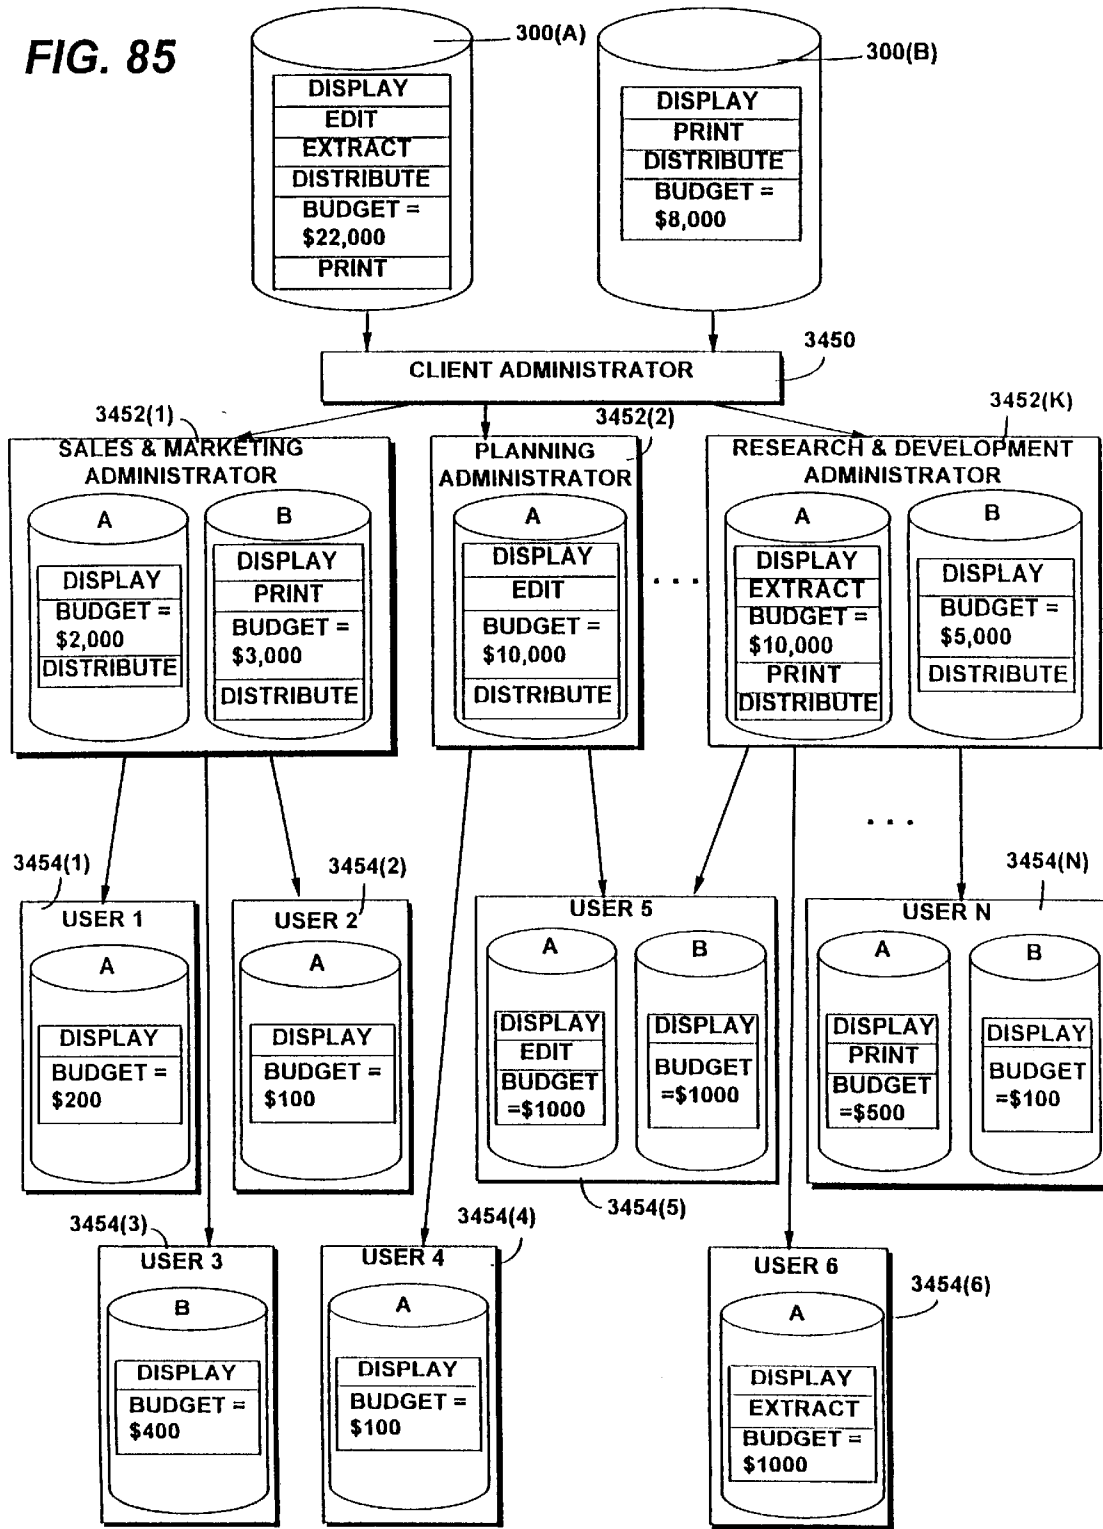 FIG. 85
300(A)
300(B)
DISPLAY
EDIT
EXTRACT
DISTRIBUTE
BUDGET =
$22,000
PRINT
DISPLAY
PRINT
DISTRIBUTE
BUDGET =
$8,000
CLIENT ADMINISTRATOR
3450
3452(1)
SALES & MARKETING
ADMINISTRATOR
A
DISPLAY
BUDGET =
$2,000
DISTRIBUTE
B
DISPLAY
PRINT
BUDGET =
$3,000
DISTRIBUTE
3452(2)
PLANNING
ADMINISTRATOR
A
DISPLAY
EDIT
BUDGET =
$10,000
DISTRIBUTE
. . .
3452(K)
RESEARCH & DEVELOPMENT
ADMINISTRATOR
A
DISPLAY
EXTRACT
BUDGET =
$10,000
PRINT
DISTRIBUTE
B
DISPLAY
BUDGET =
$5,000
DISTRIBUTE
. . .
3454(1)
USER 1
A
DISPLAY
BUDGET =
$200
3454(2)
USER 2
A
DISPLAY
BUDGET =
$100
USER 5
A
DISPLAY
EDIT
BUDGET
=$1000
B
DISPLAY
BUDGET
=$1000
3454(5)
3454(N)
USER N
A
DISPLAY
PRINT
BUDGET
=$500
B
DISPLAY
BUDGET
=$100
3454(3)
USER 3
B
DISPLAY
BUDGET =
$400
3454(4)
USER 4
A
DISPLAY
BUDGET =
$100
USER 6
3454(6)
A
DISPLAY
EXTRACT
BUDGET =
$1000